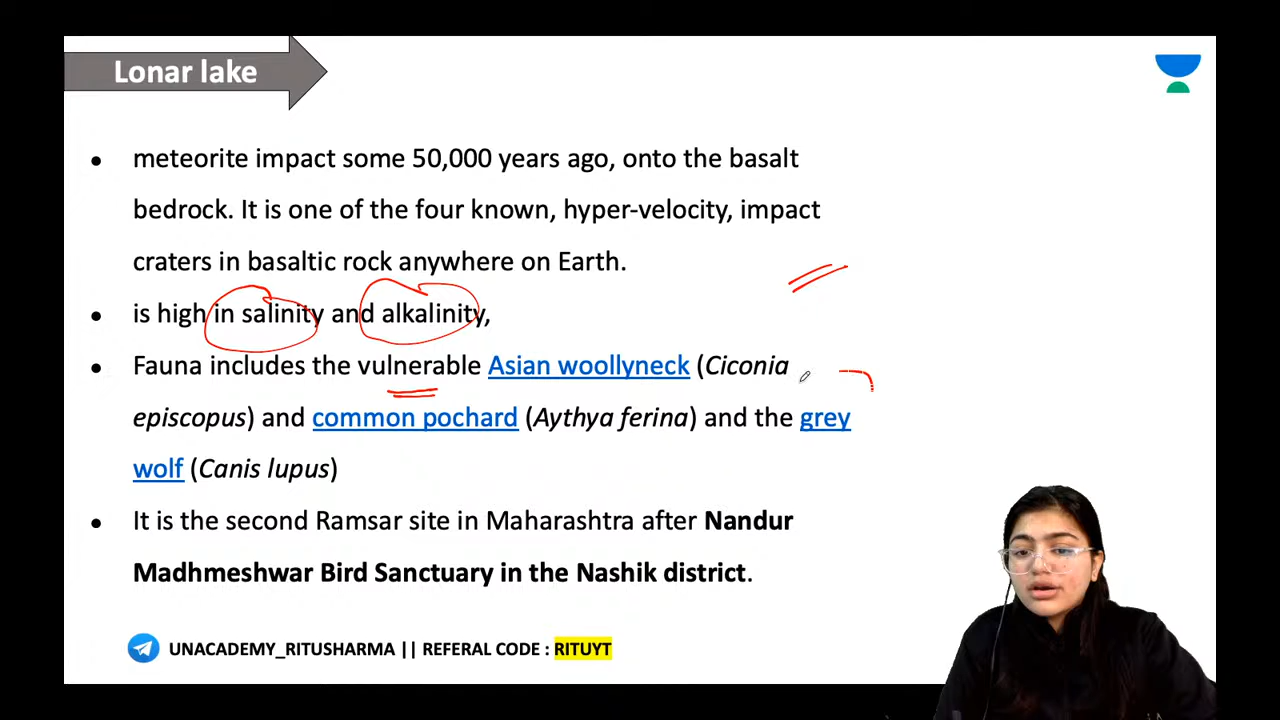 Lonar lake
● meteorite impact some 50,000 years ago, onto the basalt
bedrock. It is one of the four known, hyper-velocity, impact
craters in basaltic rock anywhere on Earth.
● is high in salinity and alkalinity,
● Fauna includes the vulnerable Asian woollyneck (Ciconia
episcopus) and common pochard (Aythya ferina) and the grey
wolf (Canis lupus)
● It is the second Ramsar site in Maharashtra after Nandur
Madhmeshwar Bird Sanctuary in the Nashik district.
UNACADEMY_RITUSHARMA || REFERAL CODE : RITUYT